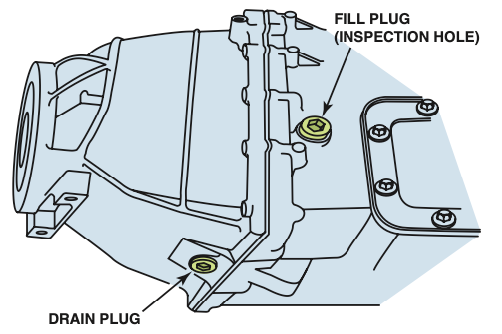 FILL PLUG
(INSPECTION HOLE)
DRAIN PLUG